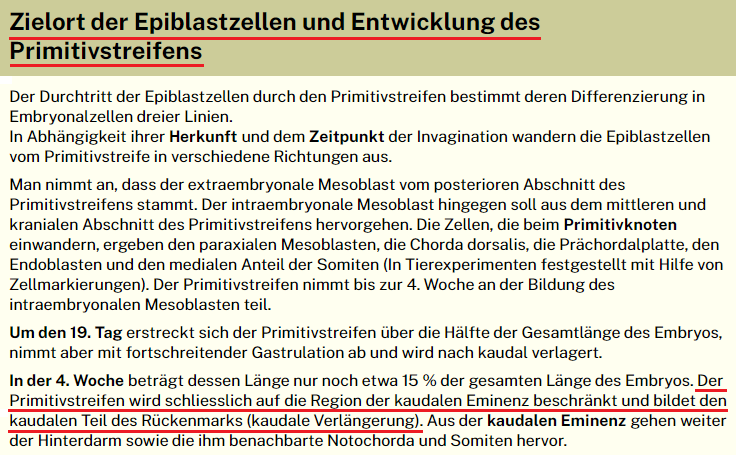 Zielort der Epiblastzellen und Entwicklung des
Primitivstreifens
Der Durchtritt der Epiblastzellen durch den Primitivstreifen bestimmt deren Differenzierung in
Embryonalzellen dreier Linien.
In Abhängigkeit ihrer Herkunft und dem Zeitpunkt der Invagination wandern die Epiblastzellen
vom Primitivstreife in verschiedene Richtungen aus.
Man nimmt an, dass der extraembryonale Mesoblast vom posterioren Abschnitt des
Primitivstreifens stammt. Der intraembryonale Mesoblast hingegen soll aus dem mittleren und
kranialen Abschnitt des Primitivstreifens hervorgehen. Die Zellen, die beim Primitivknoten
einwandern, ergeben den paraxialen Mesoblasten, die Chorda dorsalis, die Prächordalplatte, den
Endoblasten und den medialen Anteil der Somiten (In Tierexperimenten festgestellt mit Hilfe von
Zellmarkierungen). Der Primitivstreifen nimmt bis zur 4. Woche an der Bildung des
intraembryonalen Mesoblasten teil.
Um den 19. Tag erstreckt sich der Primitivstreifen über die Hälfte der Gesamtlänge des Embryos,
nimmt aber mit fortschreitender Gastrulation ab und wird nach kaudal verlagert.
In der 4. Woche beträgt dessen Länge nur noch etwa 15 % der gesamten Länge des Embryos. Der
Primitivstreifen wird schliesslich auf die Region der kaudalen Eminenz beschränkt und bildet den
kaudalen Teil des Rückenmarks (kaudale Verlängerung). Aus der kaudalen Eminenz gehen weiter
der Hinterdarm sowie die ihm benachbarte Notochorda und Somiten hervor.